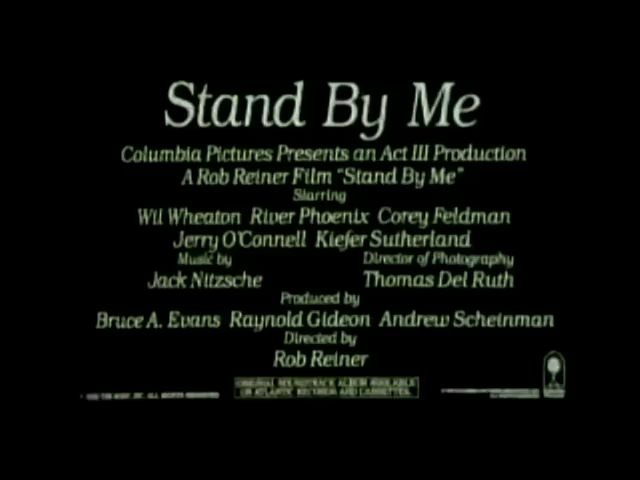 Stand By Me
Columbia Pictures Presents an Act III Production
A Rob Reiner Film "Stand By Me"
Starring
Wil Wheaton River Phoenix Corey Feldman
Jerry O'Connell Kiefer Sutherland
Music by Director of Photography
Jack Nitzsche Thomas Del Ruth
Produced by
Bruce A. Evans Raynold Gideon Andrew Scheinman
Directed by
Rob Reiner
ORIGINAL SOUNDTRACK ALBUM AVAILABLE
ON ATLANTIC RECORDS AND CASSETTES.
ALL RIGHTS RESERVED